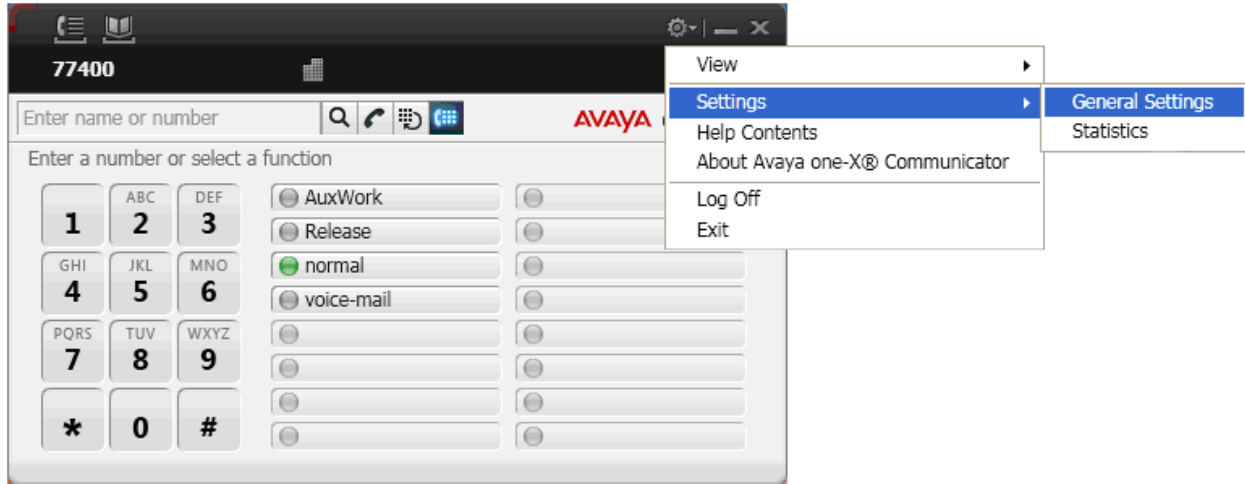 77400
Enter name or number
AVAYA
Enter a number or select a function
1
ABC
2
DEF
3
GHI
4
JKL
5
MNO
6
PQRS
7
TUV
8
WXYZ
9
*
0
#
AuxWork
Release
normal
voice-mail
View
Settings
Help Contents
About Avaya one-X® Communicator
Log Off
Exit
General Settings
Statistics